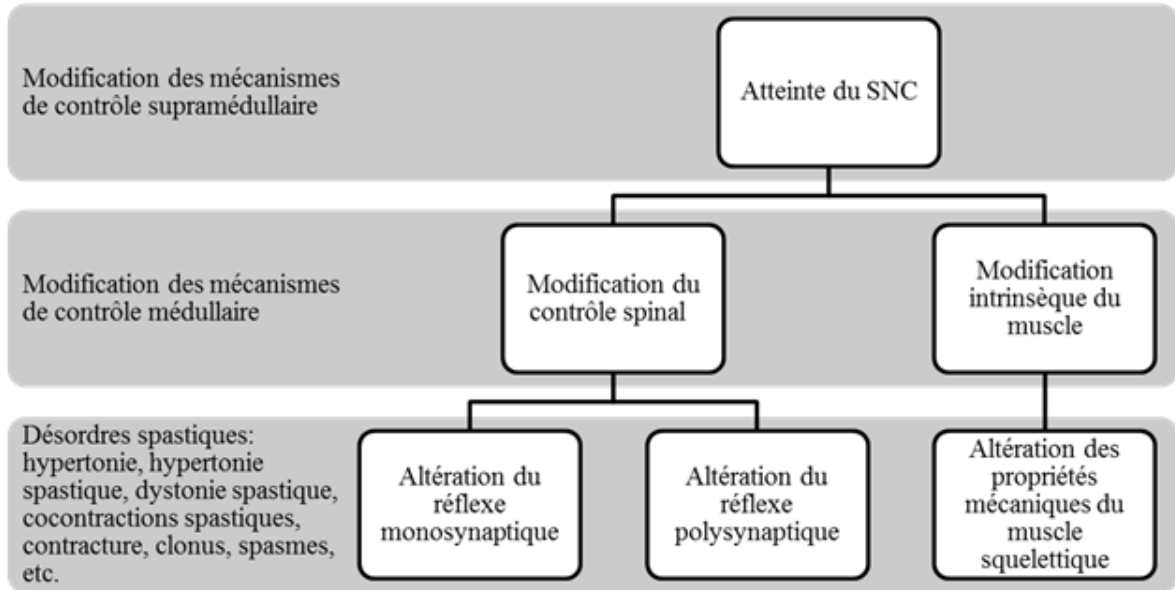 Modification des mécanismes
de contrôle supramédullaire
Atteinte du SNC
Modification des mécanismes
de contrôle médullaire
Modification du
contrôle spinal
Modification
intrinsèque du
muscle
Désordres spastiques:
hypertonie, hypertonie
spastique, dystonie spastique,
cocontractions spastiques,
contracture, clonus, spasmes,
etc.
Altération du
réflexe
monosynaptique
Altération du
réflexe
polysynaptique
Altération des
propriétés
mécaniques du
muscle
squelettique